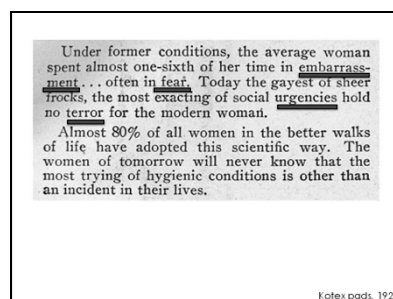 Under former conditions, the average woman
spent almost one-sixth of her time in embarrass-
ment . . . often in fear. Today the gayest of sheer
frocks, the most exacting of social urgencies hold
no terror for the modern woman.
Almost 80% of all women in the better walks
of life have adopted this scientific way. The
women of tomorrow will never know that the
most trying of hygienic conditions is other than
an incident in their lives.
Kotex pads, 192